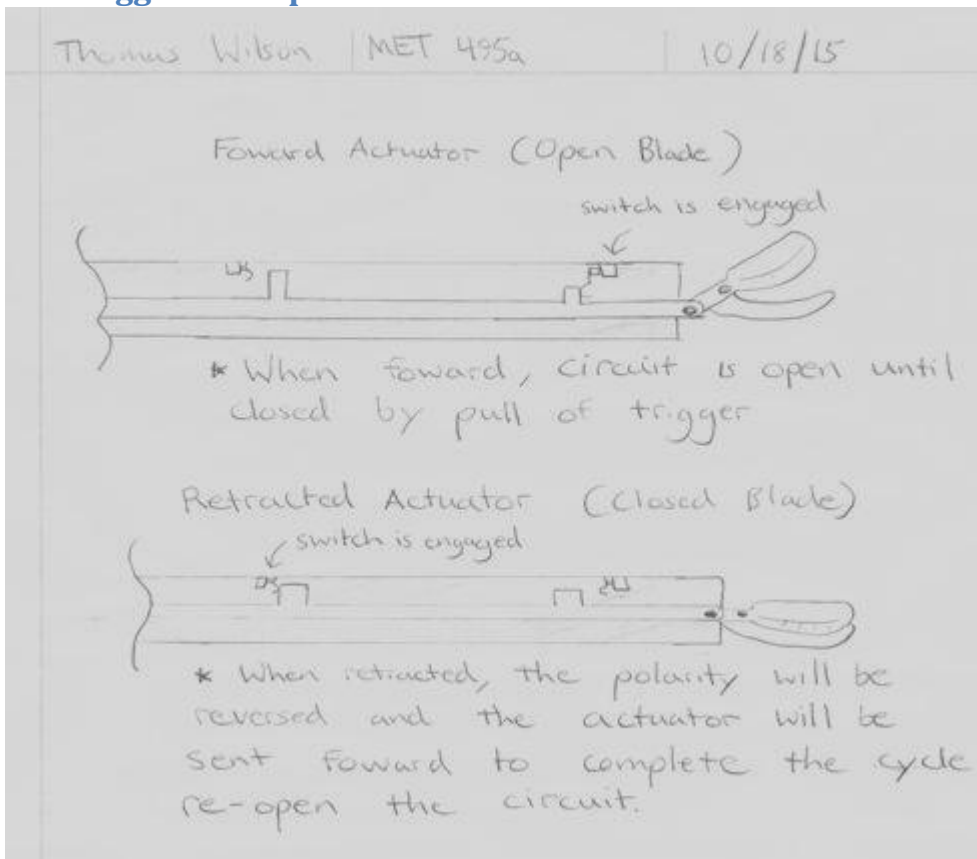 Thomas Wilson MET 495a 10/18/15
Foward Actuator (Open Blade)
switch is engaged
* When foward, circuit is open until
closed by pull of trigger
Retracted Actuator (Closed Blade)
switch is engaged
* When retracted, the polarity will be
reversed and the actuator will be
sent foward to complete the cycle
re-open the circuit.